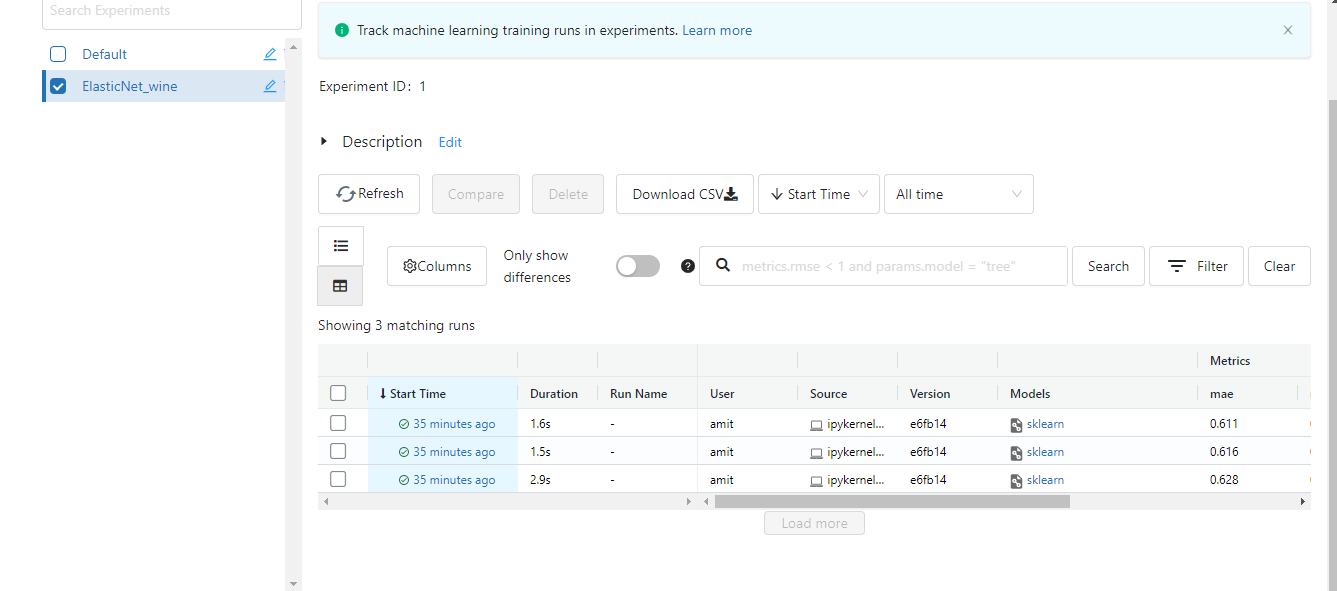 Search Experiments
Default
ElasticNet_wine
Track machine learning training runs in experiments. Learn more
Experiment ID: 1
Description Edit
Refresh Compare Delete Download CSV Start Time All time
Columns Only show differences metrics.rmse < 1 and params.model = "tree" Search Filter Clear
Showing 3 matching runs
Metrics
Start Time Duration Run Name User Source Version Models mae
35 minutes ago 1.6s - amit ipykernel... e6fb14 sklearn 0.611
35 minutes ago 1.5s - amit ipykernel... e6fb14 sklearn 0.616
35 minutes ago 2.9s - amit ipykernel... e6fb14 sklearn 0.628
Load more